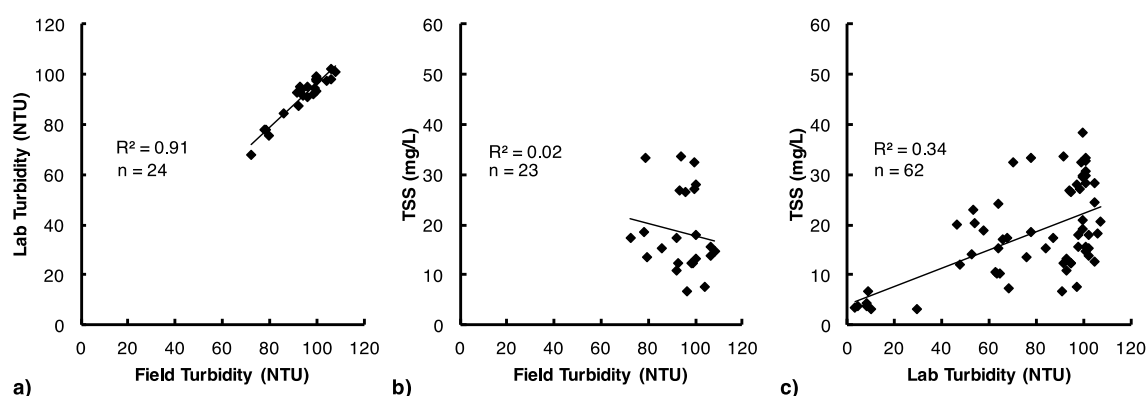 120
100
80
60
40
20
0
Lab Turbidity (NTU)
R² = 0.91
n = 24
0 20 40 60 80 100 120
Field Turbidity (NTU)
a)
60
50
40
30
20
10
0
TSS (mg/L)
R² = 0.02
n = 23
0 20 40 60 80 100 120
Field Turbidity (NTU)
b)
60
50
40
30
20
10
0
TSS (mg/L)
R² = 0.34
n = 62
0 20 40 60 80 100 120
Lab Turbidity (NTU)
c)